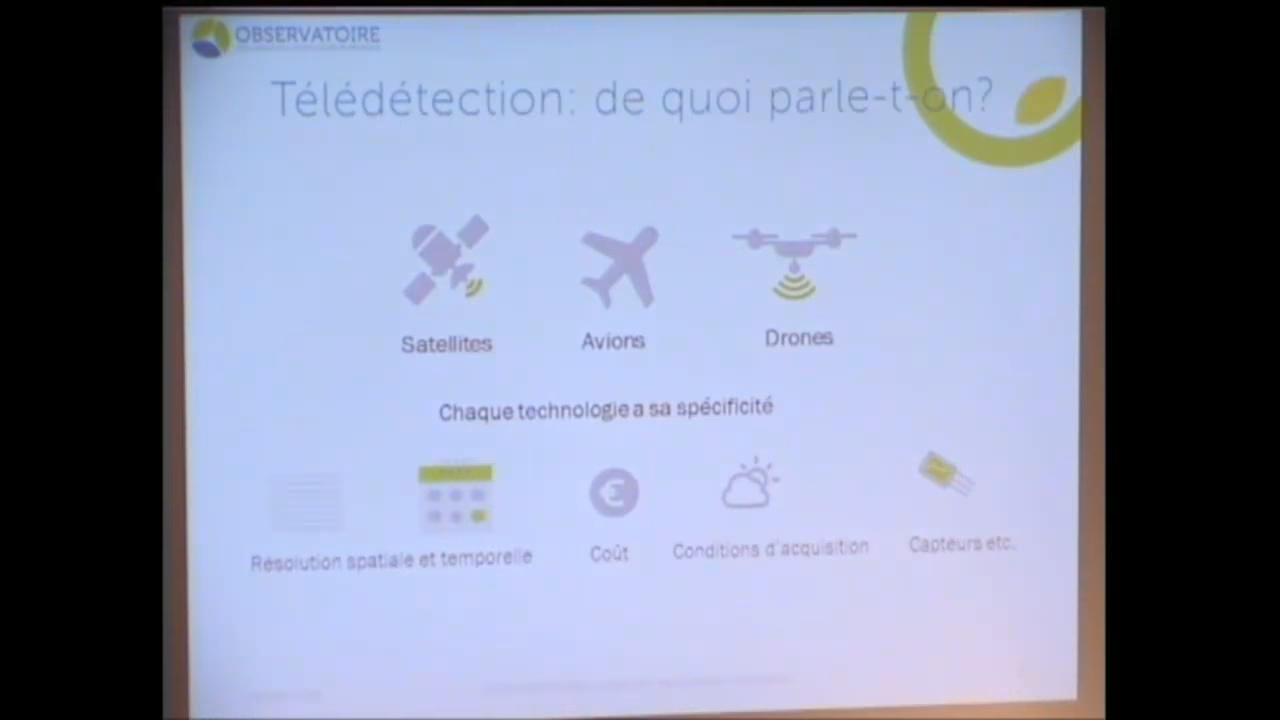 OBSERVATOIRE
Télédétection: de quoi parle-t-on?
Satellites
Avions
Drones
Chaque technologie a sa spécificité
Résolution spatiale et temporelle
Coût
Conditions d'acquisition
Capteurs etc.